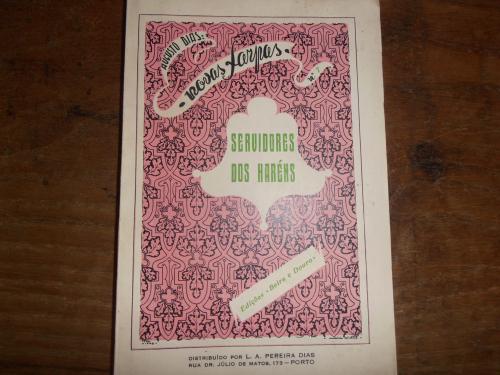 AUGUSTO DIAS:
novas farpas
SERVIDORES
DOS HARÉNS
Edições «Beira e Douro»
DISTRIBUÍDO POR L. A. PEREIRA DIAS
RUA DR. JÚLIO DE MATOS, 173 — PORTO